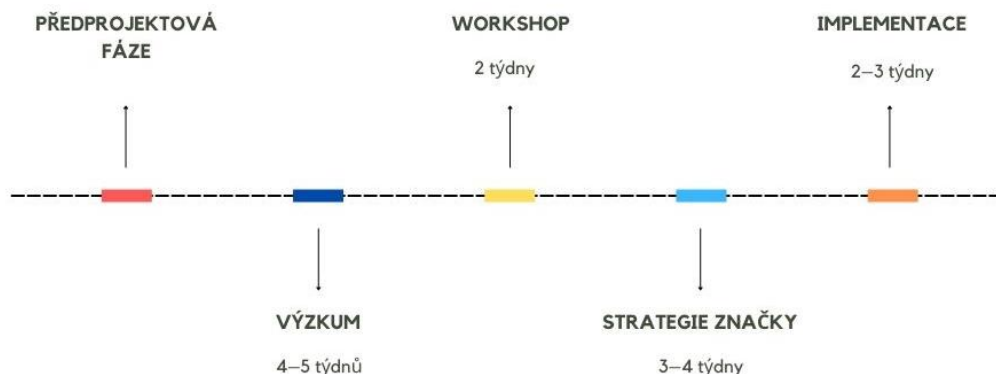 PŘEDPROJEKTOVÁ
FÁZE
WORKSHOP
2 týdny
IMPLEMENTACE
2–3 týdny
VÝZKUM
4–5 týdnů
STRATEGIE ZNAČKY
3–4 týdny